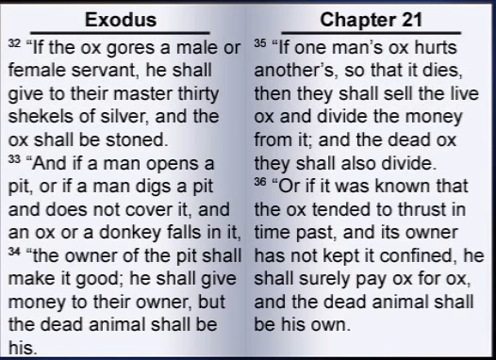 Exodus
32 “If the ox gores a male or
female servant, he shall
give to their master thirty
shekels of silver, and the
ox shall be stoned.
33 “And if a man opens a
pit, or if a man digs a pit
and does not cover it, and
an ox or a donkey falls in it,
34 “the owner of the pit shall
make it good; he shall give
money to their owner, but
the dead animal shall be
his.
Chapter 21
35 “If one man’s ox hurts
another’s, so that it dies,
then they shall sell the live
ox and divide the money
from it; and the dead ox
they shall also divide.
36 “Or if it was known that
the ox tended to thrust in
time past, and its owner
has not kept it confined, he
shall surely pay ox for ox,
and the dead animal shall
be his own.